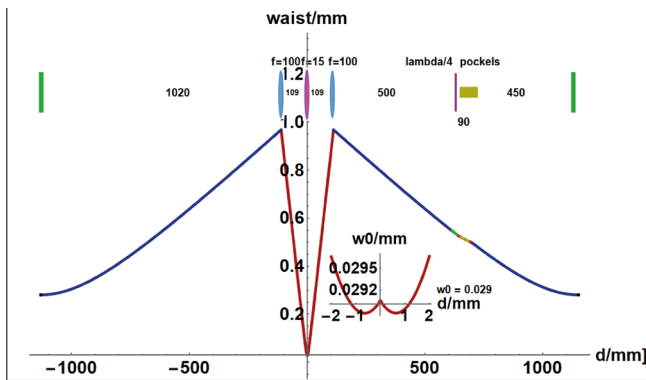 waist/mm
f=100f=15 f=100
lambda/4 pockels
1.2
1020
109
109
500
450
1.0
90
0.8
0.6
w0/mm
0.4
0.0295
0.0292
w0 = 0.029
d/mm
−2 −1 1 2
0.2
−1000 −500 500 1000
d/mm]